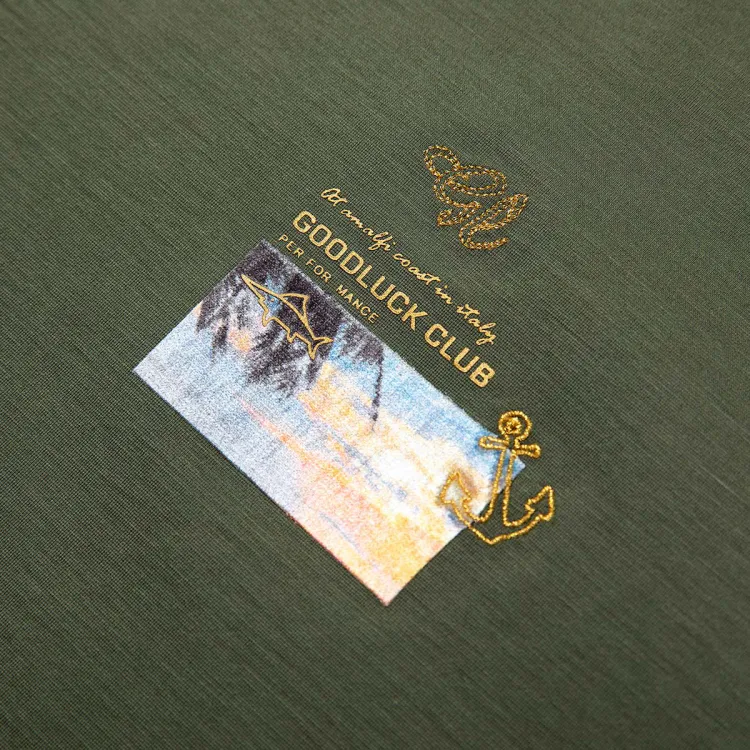 At amalfi coast in italy
GOODLUCK CLUB
PER FOR MANCE